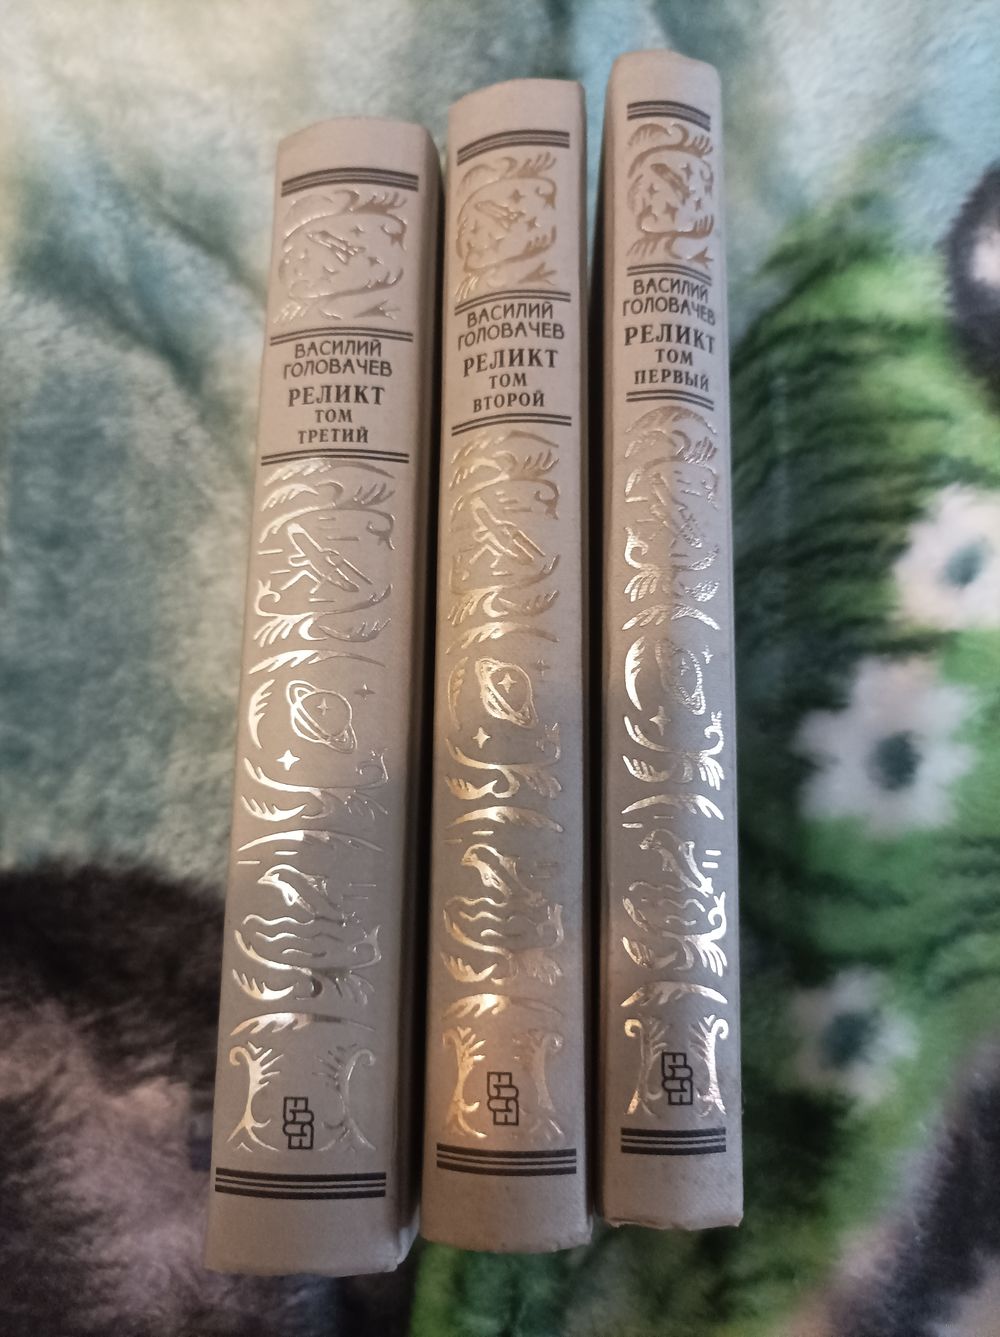 ВАСИЛИЙ
ГОЛОВАЧЕВ
РЕЛИКТ
ТОМ
ТРЕТИЙ
ВАСИЛИЙ
ГОЛОВАЧЕВ
РЕЛИКТ
ТОМ
ВТОРОЙ
ВАСИЛИЙ
ГОЛОВАЧЕВ
РЕЛИКТ
ТОМ
ПЕРВЫЙ